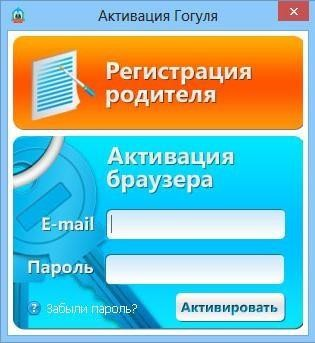 Активация Гогуля
Регистрация
родителя
Активация
браузера
E-mail
Пароль
Забыли пароль?
Активировать